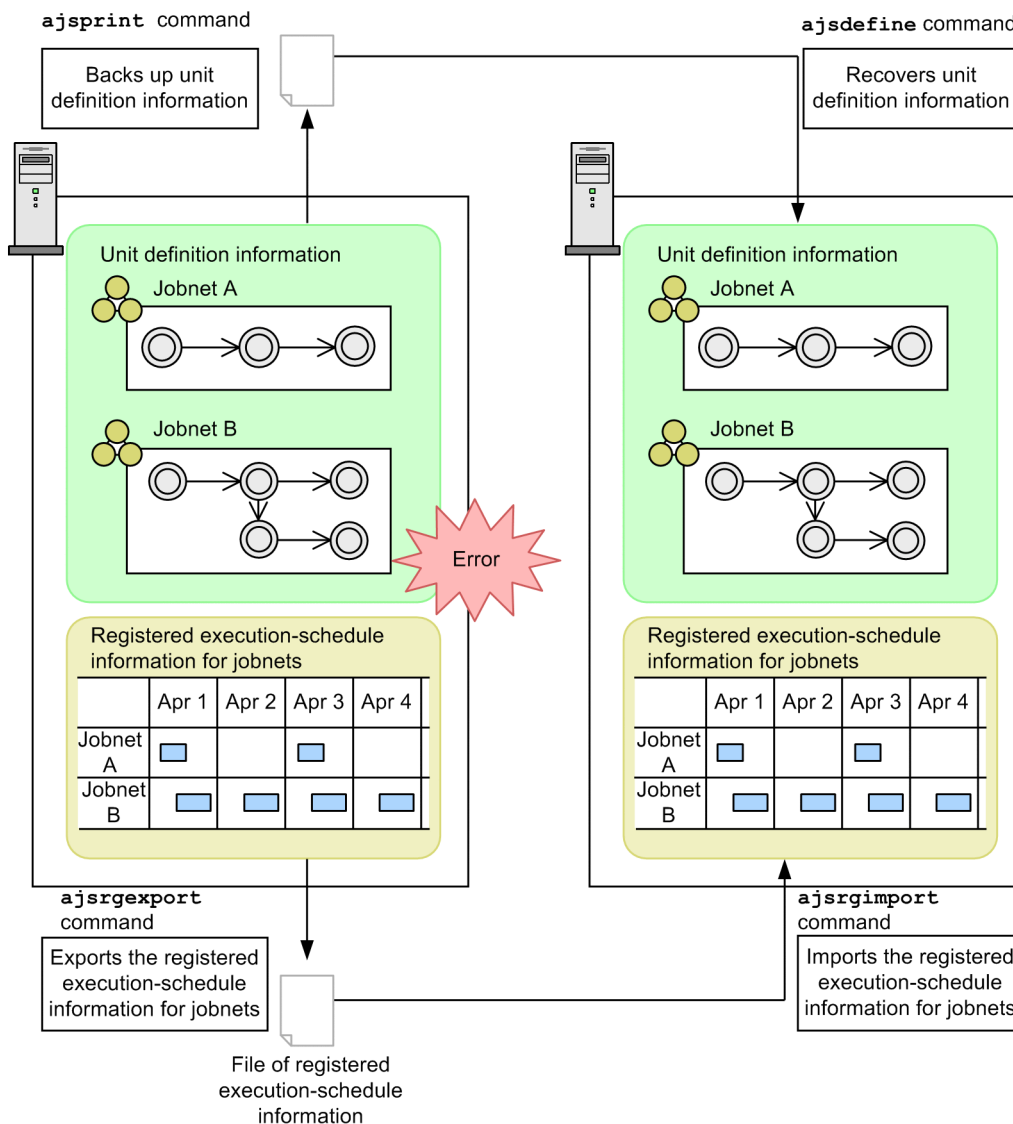 ajsprint command
Backs up unit
definition information
ajsdefine command
Recovers unit
definition information
Unit definition information
Jobnet A
Jobnet B
Error
Registered execution-schedule
information for jobnets
Apr 1 Apr 2 Apr 3 Apr 4
Jobnet
A
Jobnet
B
Unit definition information
Jobnet A
Jobnet B
Registered execution-schedule
information for jobnets
Apr 1 Apr 2 Apr 3 Apr 4
Jobnet
A
Jobnet
B
ajsrgexport
command
Exports the registered
execution-schedule
information for jobnets
File of registered
execution-schedule
information
ajsrgimport
command
Imports the registered
execution-schedule
information for jobnets